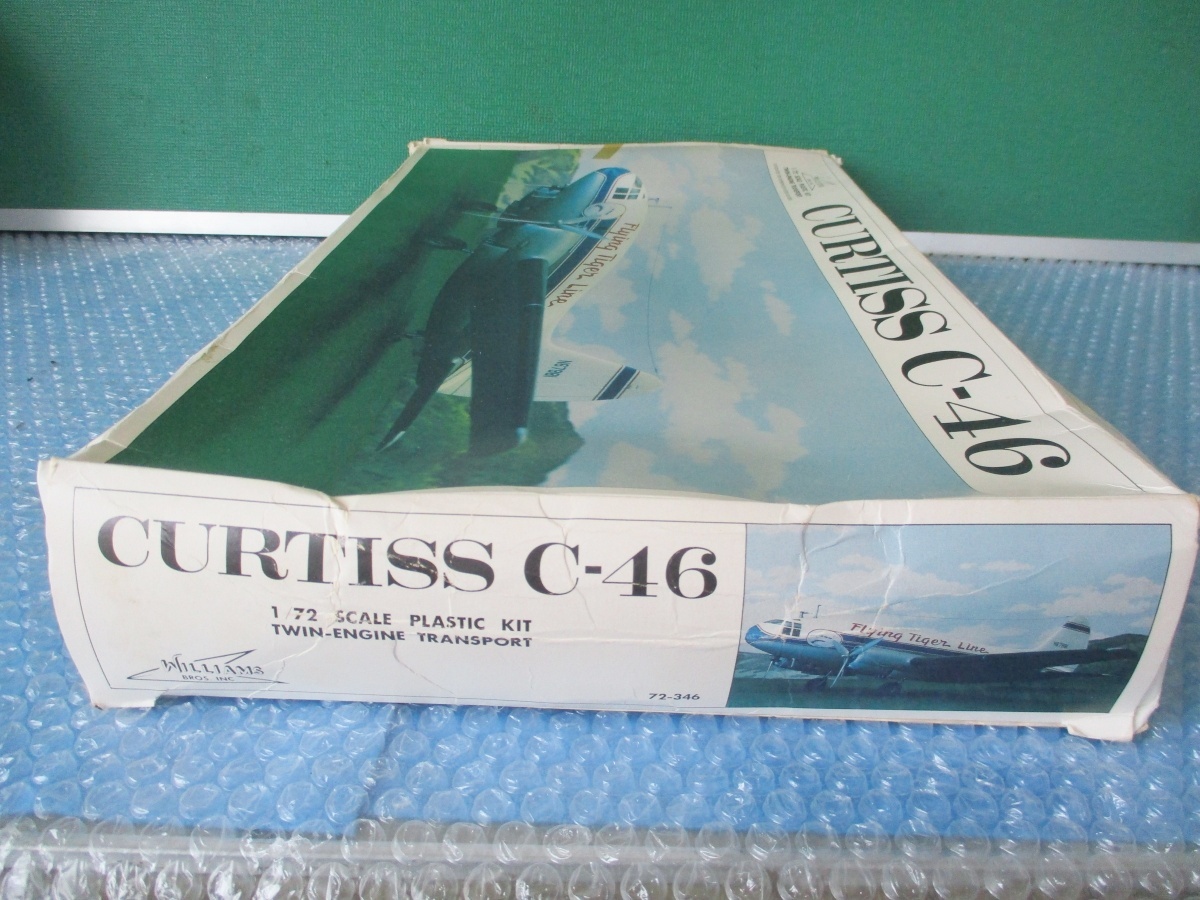 CURTISS C-46
Flying Tiger Line
CURTISS C-46
1/72 SCALE PLASTIC KIT
TWIN-ENGINE TRANSPORT
WILLIAMS
BROS. INC.
72-346
Flying Tiger Line